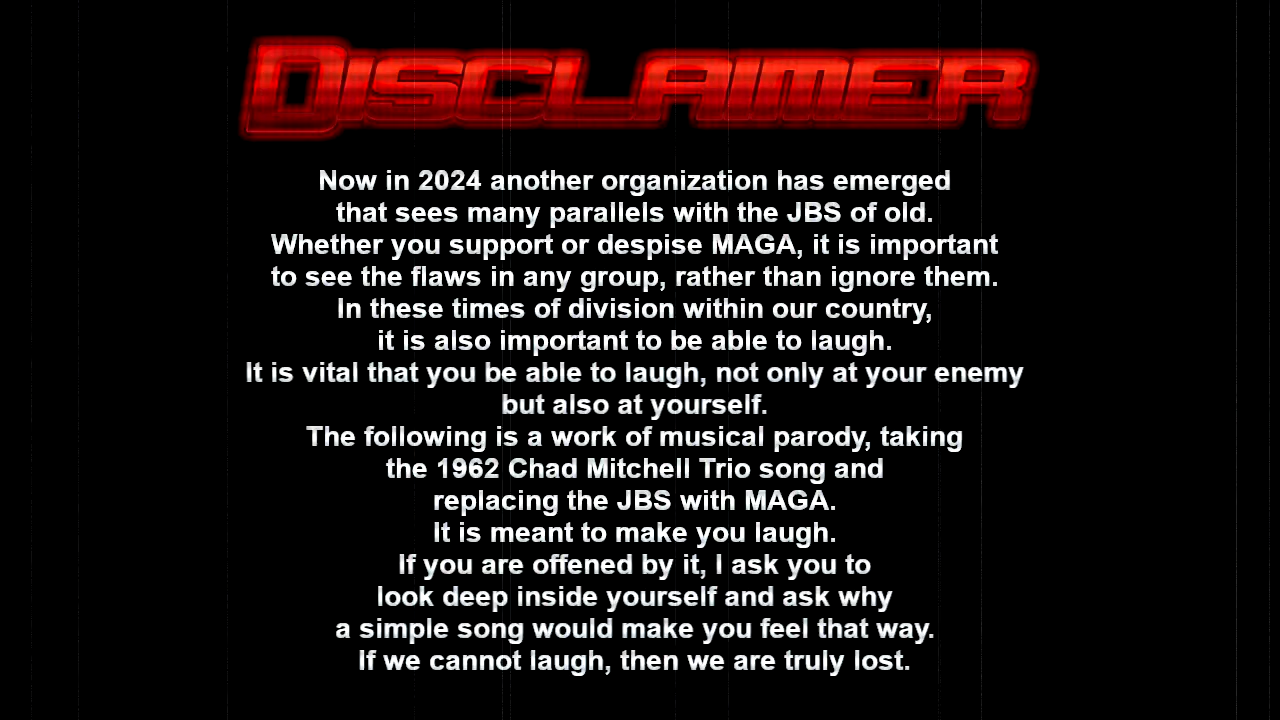 DISCLAIMER
Now in 2024 another organization has emerged
that sees many parallels with the JBS of old.
Whether you support or despise MAGA, it is important
to see the flaws in any group, rather than ignore them.
In these times of division within our country,
it is also important to be able to laugh.
It is vital that you be able to laugh, not only at your enemy
but also at yourself.
The following is a work of musical parody, taking
the 1962 Chad Mitchell Trio song and
replacing the JBS with MAGA.
It is meant to make you laugh.
If you are offened by it, I ask you to
look deep inside yourself and ask why
a simple song would make you feel that way.
If we cannot laugh, then we are truly lost.